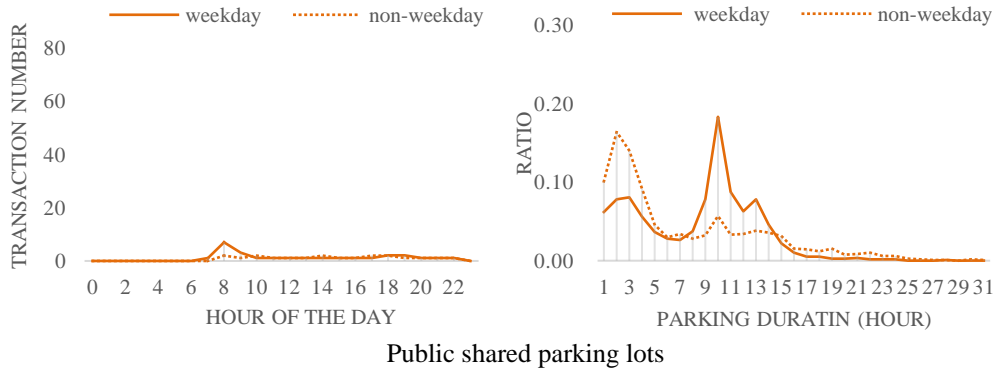 weekday non-weekday
TRANSACTION NUMBER
80
60
40
20
0
0 2 4 6 8 10 12 14 16 18 20 22
HOUR OF THE DAY
weekday non-weekday
RATIO
0.30
0.20
0.10
0.00
1 3 5 7 9 11 13 15 17 19 21 23 25 27 29 31
PARKING DURATIN (HOUR)
Public shared parking lots